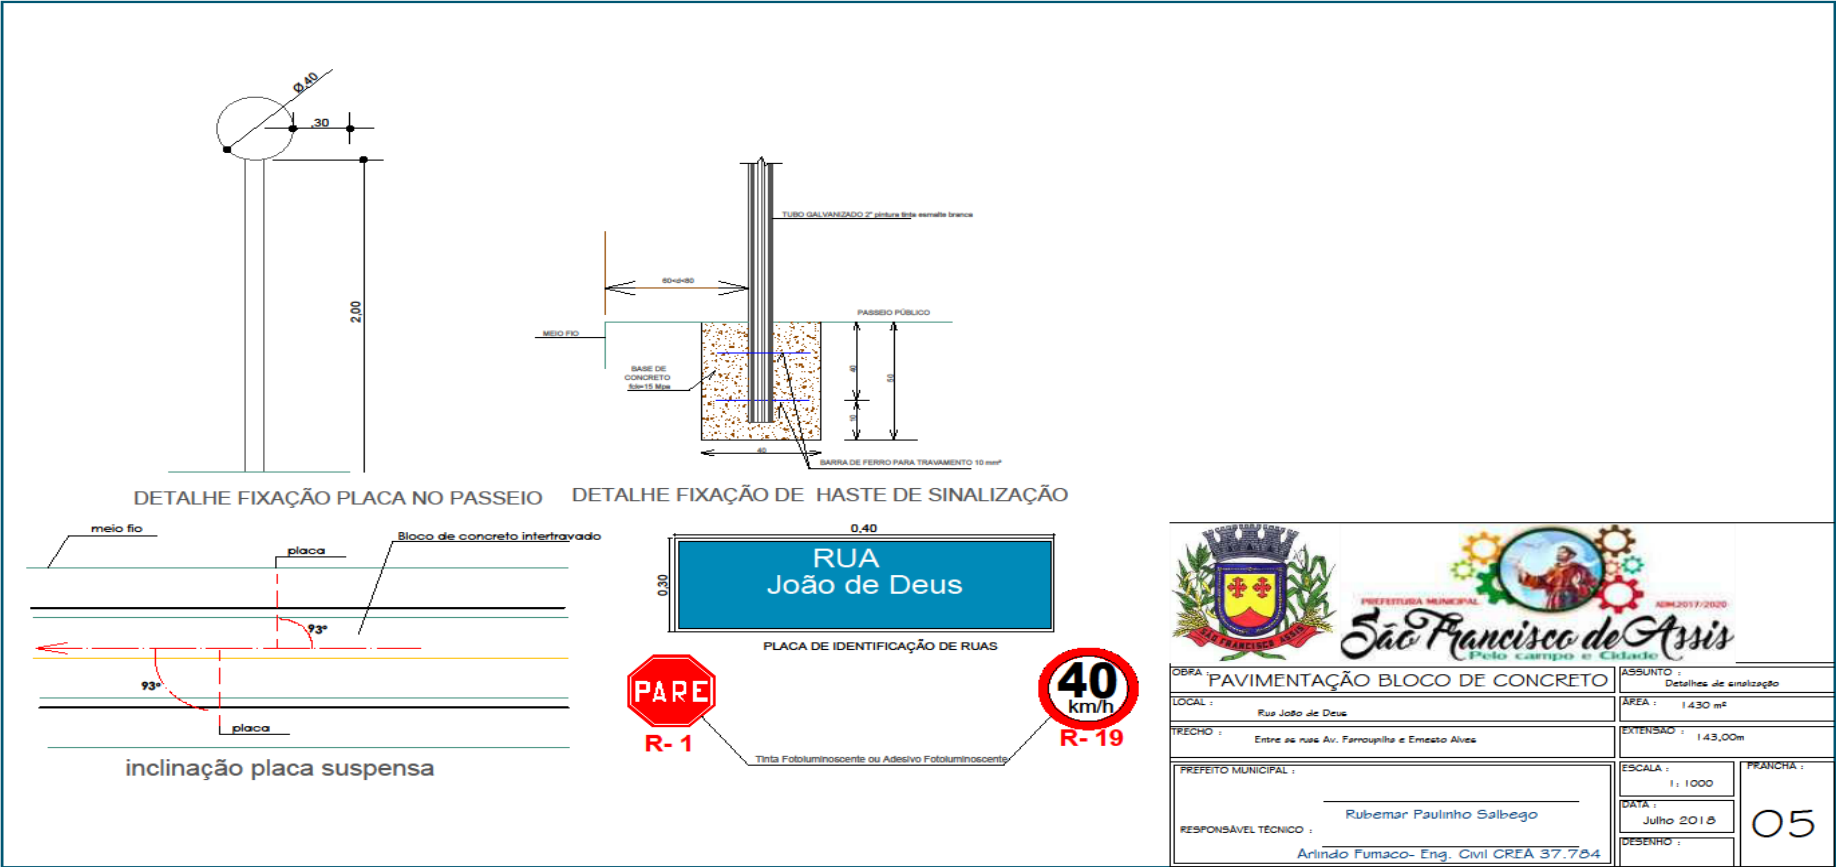 Ø.40
.30
2,00
DETALHE FIXAÇÃO PLACA NO PASSEIO
TUBO GALVANIZADO 2" pintura tinta esmalte branca
60<d<80
PASSEIO PÚBLICO
MEIO FIO
BASE DE
CONCRETO
fck=15 Mpa
40
50
10
40
BARRA DE FERRO PARA TRAVAMENTO 10 mm²
DETALHE FIXAÇÃO DE HASTE DE SINALIZAÇÃO
meio fio
placa
Bloco de concreto intertravado
93°
93°
placa
inclinação placa suspensa
0,40
0,30
RUA
João de Deus
PLACA DE IDENTIFICAÇÃO DE RUAS
PARE
R- 1
40
km/h
R- 19
Tinta Fotoluminoscente ou Adesivo Fotoluminoscente
SÃO FRANCISCO ASSIS
PREFEITURA MUNICIPAL
ADM.2017/2020
São Francisco de Assis
Pelo campo e Cidade
OBRA :
PAVIMENTAÇÃO BLOCO DE CONCRETO
ASSUNTO :
Detalhes de sinalização
LOCAL :
Rua João de Deus
ÁREA :
1430 m²
TRECHO :
Entre as ruas Av. Farroupilha e Ernesto Alves
EXTENSÃO :
143,00m
PREFEITO MUNICIPAL :
Rubemar Paulinho Salbego
RESPONSÁVEL TÉCNICO :
Arlindo Fumaco- Eng. Civil CREA 37.784
ESCALA :
1: 1000
DATA :
Julho 2018
DESENHO :
PRANCHA :
05